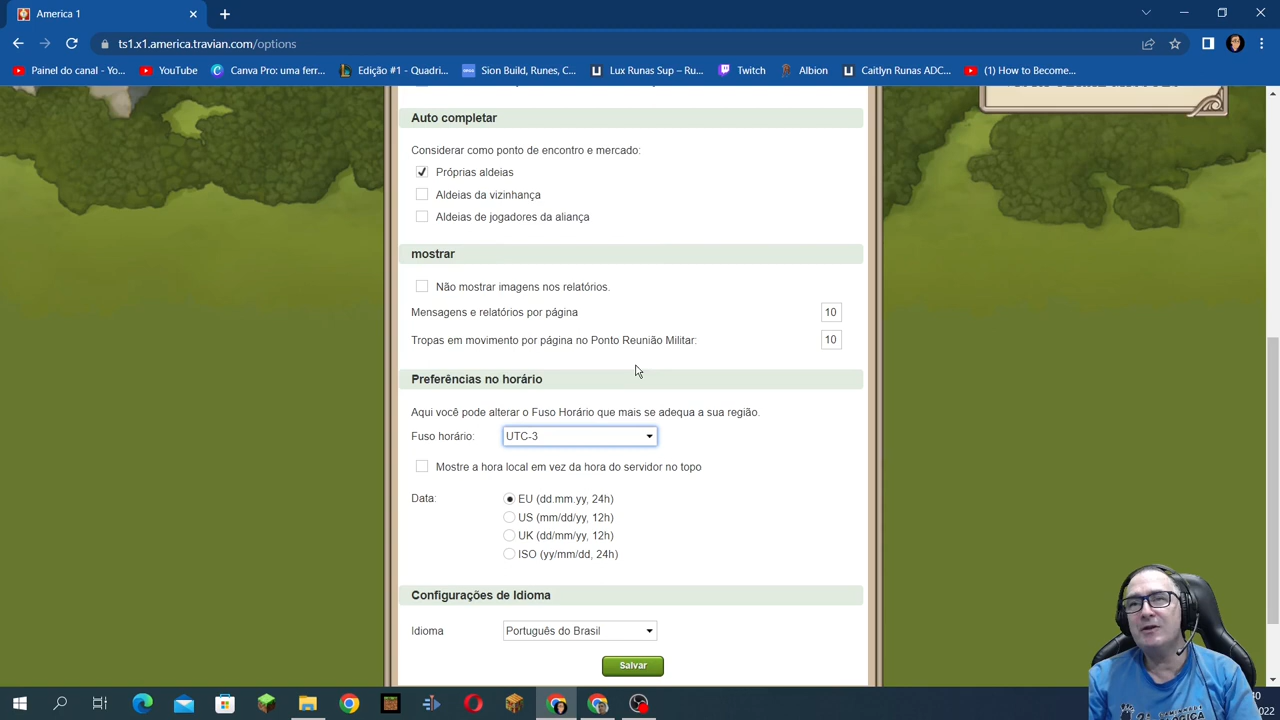 America 1
ts1.x1.america.travian.com/options
Painel do canal - Yo...
YouTube
Canva Pro: uma ferr...
Edição #1 - Quadri...
Sion Build, Runes, C...
Lux Runas Sup – Ru...
Twitch
Albion
Caitlyn Runas ADC...
(1) How to Become...
Auto completar
Considerar como ponto de encontro e mercado:
Próprias aldeias
Aldeias da vizinhança
Aldeias de jogadores da aliança
mostrar
Não mostrar imagens nos relatórios.
Mensagens e relatórios por página 10
Tropas em movimento por página no Ponto Reunião Militar: 10
Preferências no horário
Aqui você pode alterar o Fuso Horário que mais se adequa a sua região.
Fuso horário: UTC-3
Mostre a hora local em vez da hora do servidor no topo
Data: EU (dd.mm.yy, 24h)
US (mm/dd/yy, 12h)
UK (dd/mm/yy, 12h)
ISO (yy/mm/dd, 24h)
Configurações de Idioma
Idioma Português do Brasil
Salvar